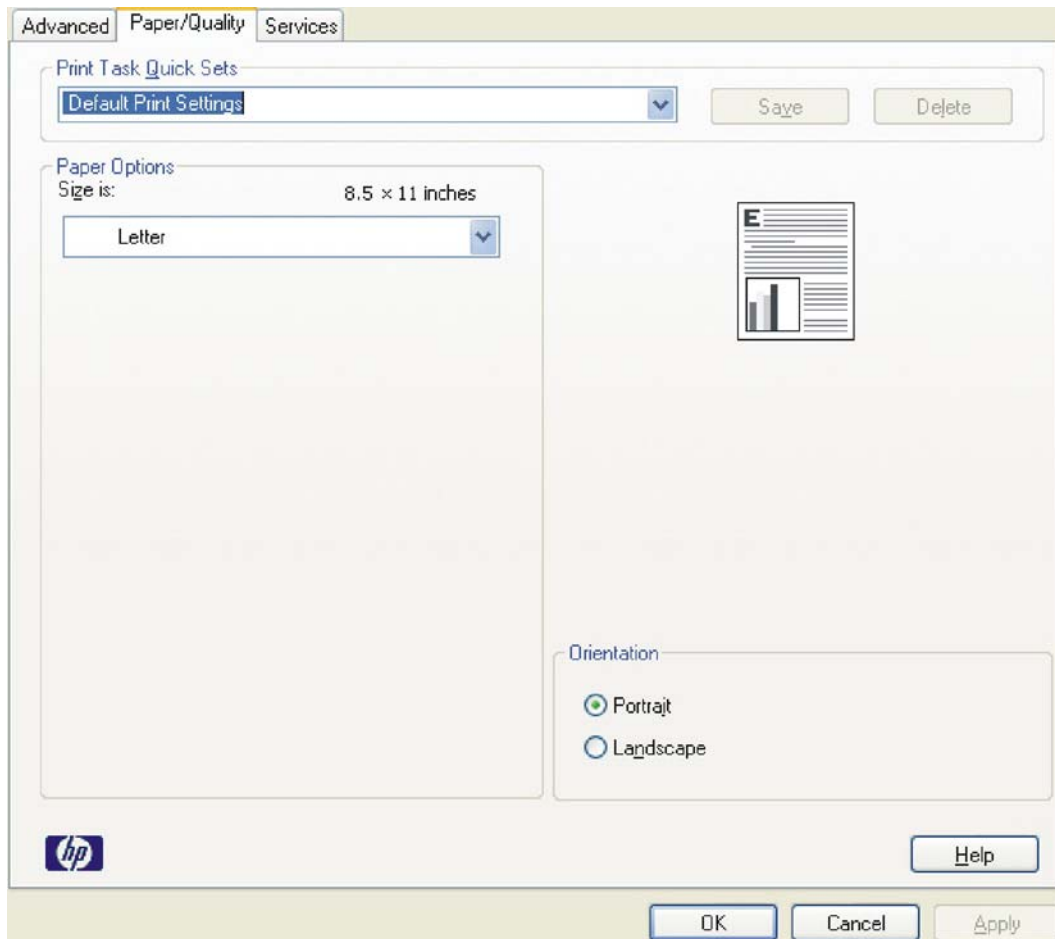 Advanced Paper/Quality Services
Print Task Quick Sets
Default Print Settings Save Delete
Paper Options
Size is: 8.5 × 11 inches
Letter
E
Orientation
Portrait
Landscape
hp
Help
OK Cancel Apply